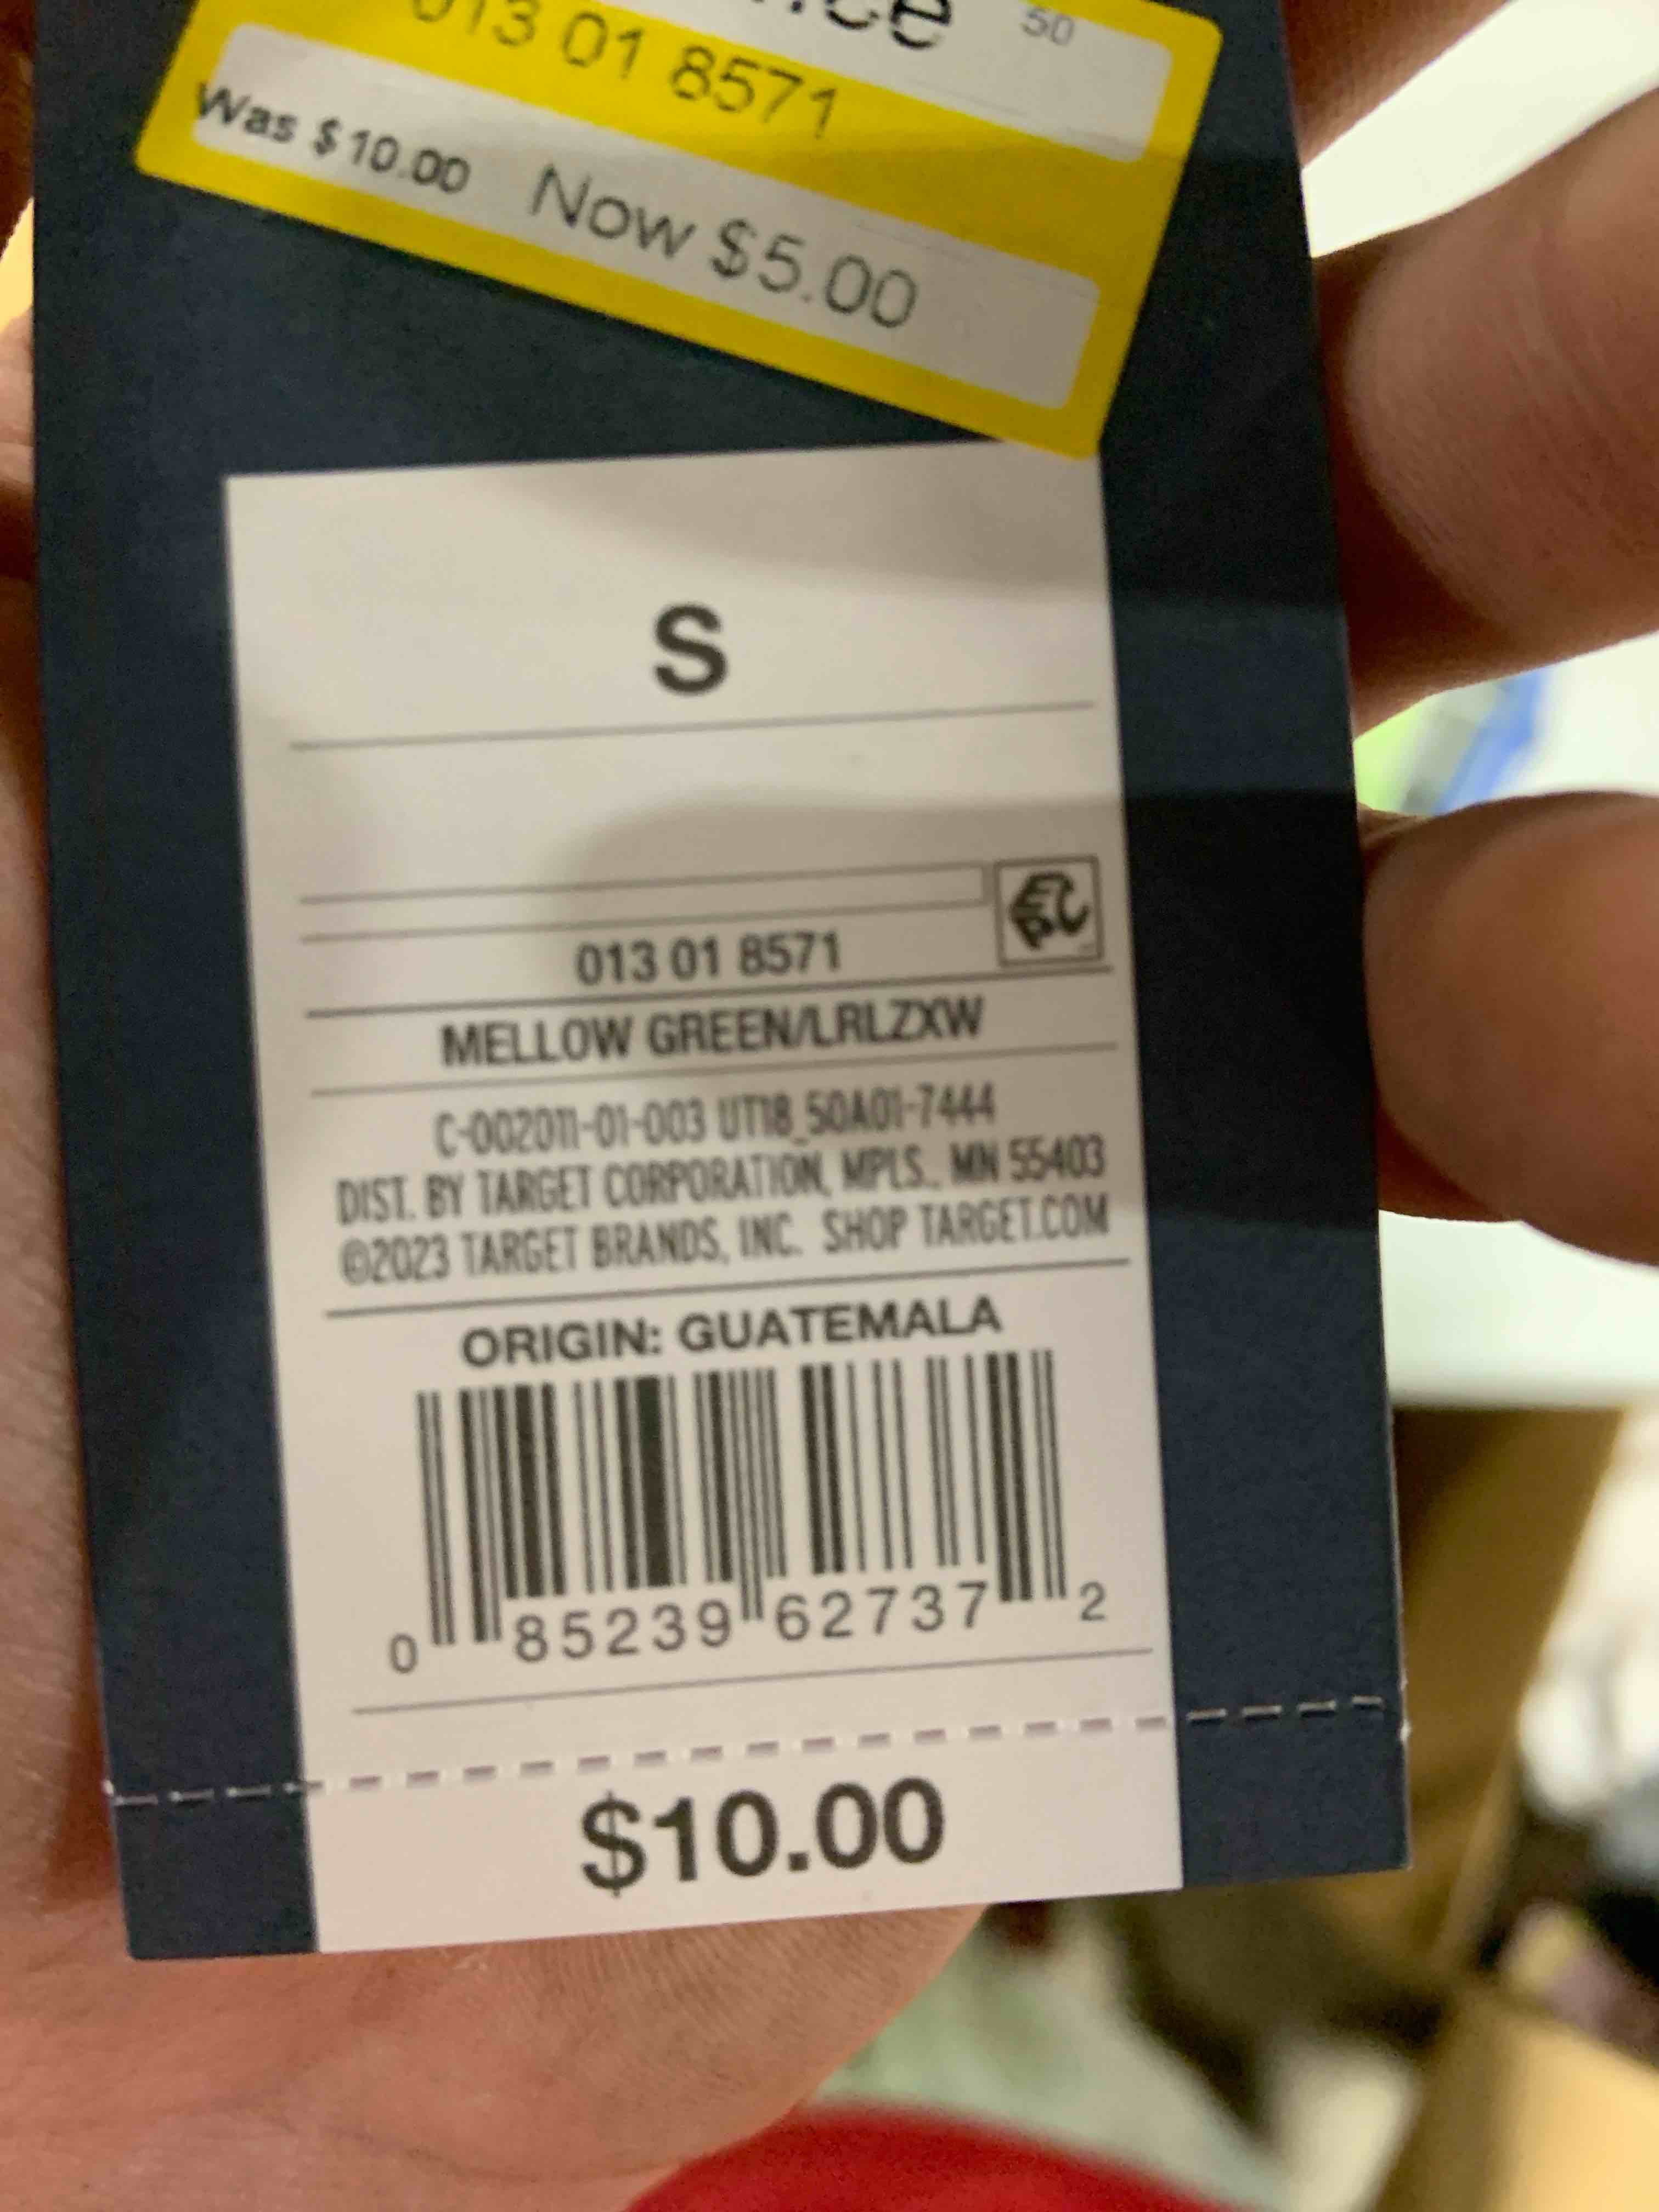 50
013 01 8571
Was $10.00 Now $5.00
S
013 01 8571
MELLOW GREEN/LRLZXW
C-002011-01-003 UT18_50A01-7444
DIST. BY TARGET CORPORATION, MPLS., MN 55403
©2023 TARGET BRANDS, INC. SHOP TARGET.COM
ORIGIN: GUATEMALA
0 85239 62737 2
$10.00